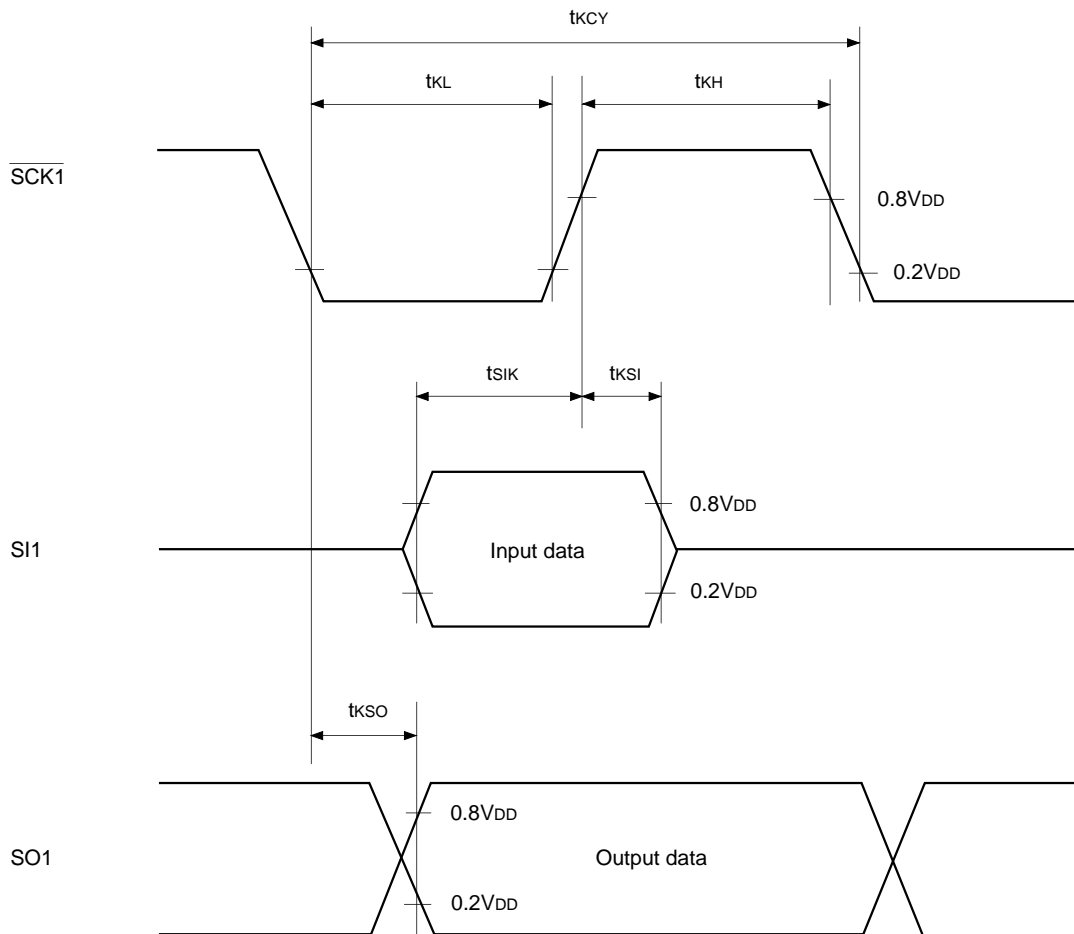 tKCY
tKL
tKH
SCK1
0.8VDD
0.2VDD
tSIK
tKSI
0.8VDD
SI1
Input data
0.2VDD
tKSO
0.8VDD
SO1
Output data
0.2VDD